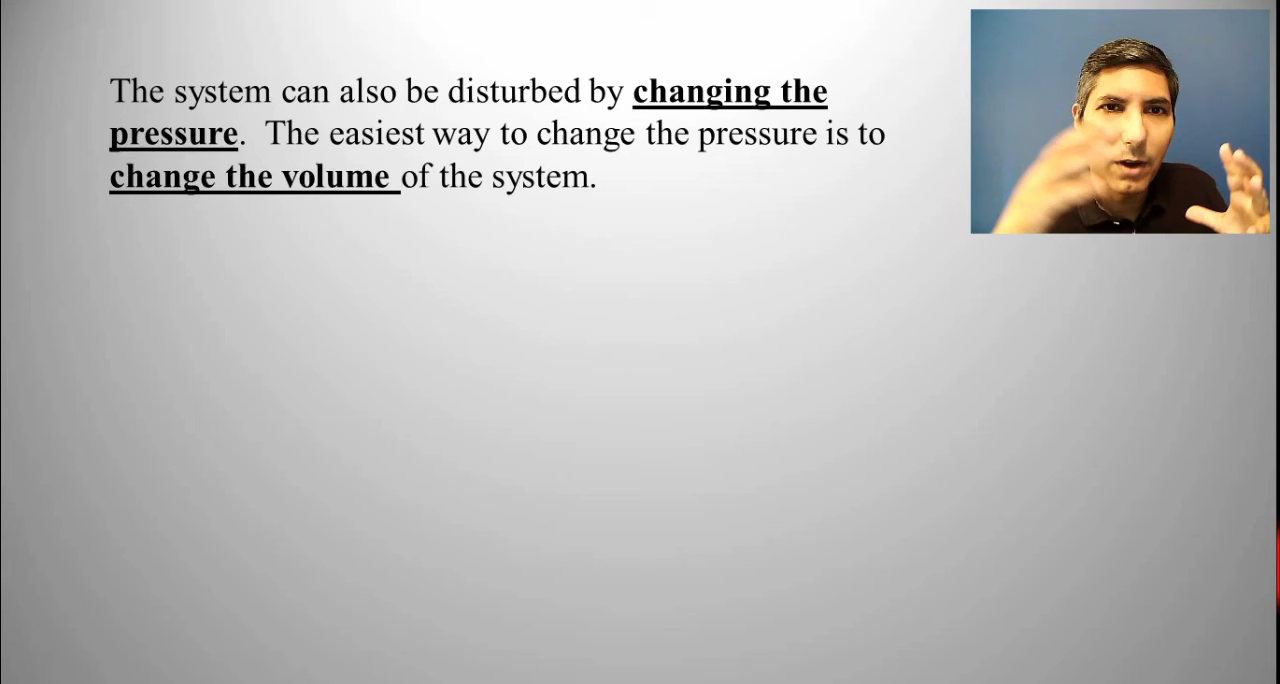 The system can also be disturbed by changing the
pressure.  The easiest way to change the pressure is to
change the volume of the system.